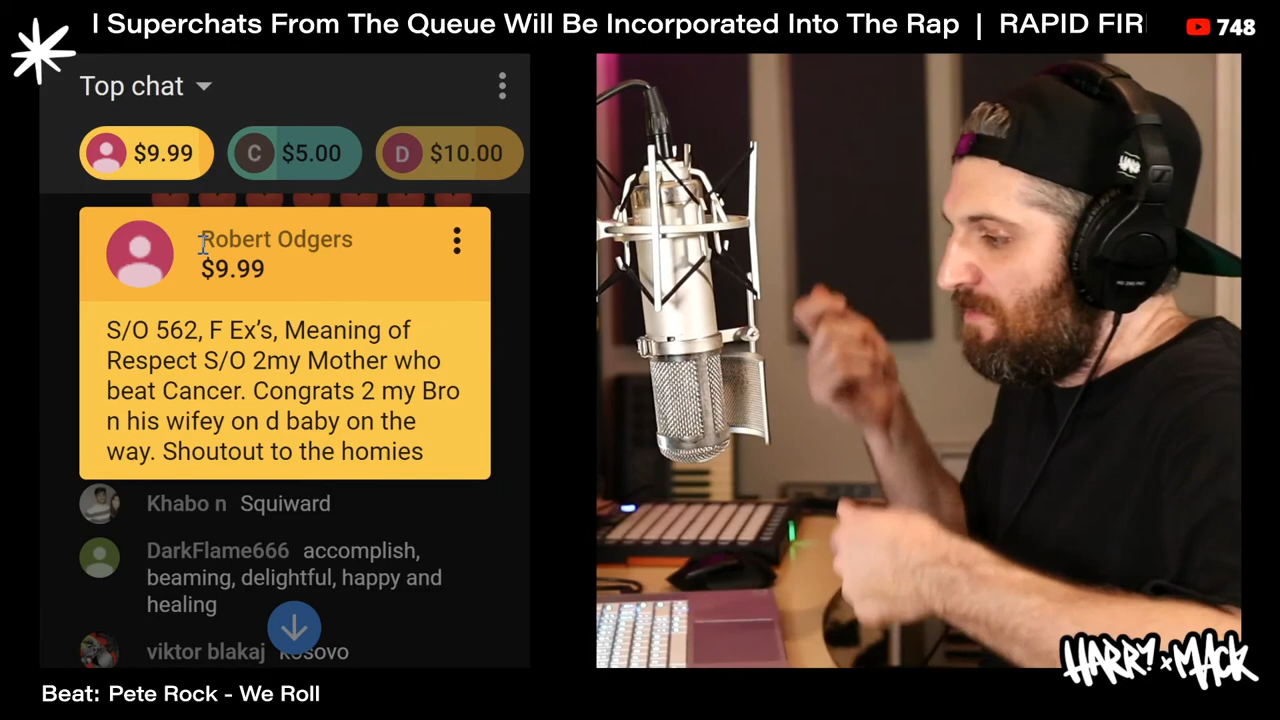 I Superchats From The Queue Will Be Incorporated Into The Rap | RAPID FIR
748
Top chat
$9.99
C $5.00
D $10.00
Robert Odgers
$9.99
S/O 562, F Ex's, Meaning of
Respect S/O 2my Mother who
beat Cancer. Congrats 2 my Bro
n his wifey on d baby on the
way. Shoutout to the homies
Khabo n Squiward
DarkFlame666 accomplish,
beaming, delightful, happy and
healing
viktor blakaj kosovo
HARRY MACK
Beat: Pete Rock - We Roll